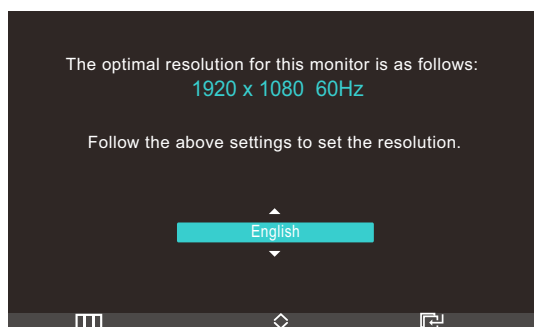 The optimal resolution for this monitor is as follows:
1920 x 1080 60Hz
Follow the above settings to set the resolution.
English